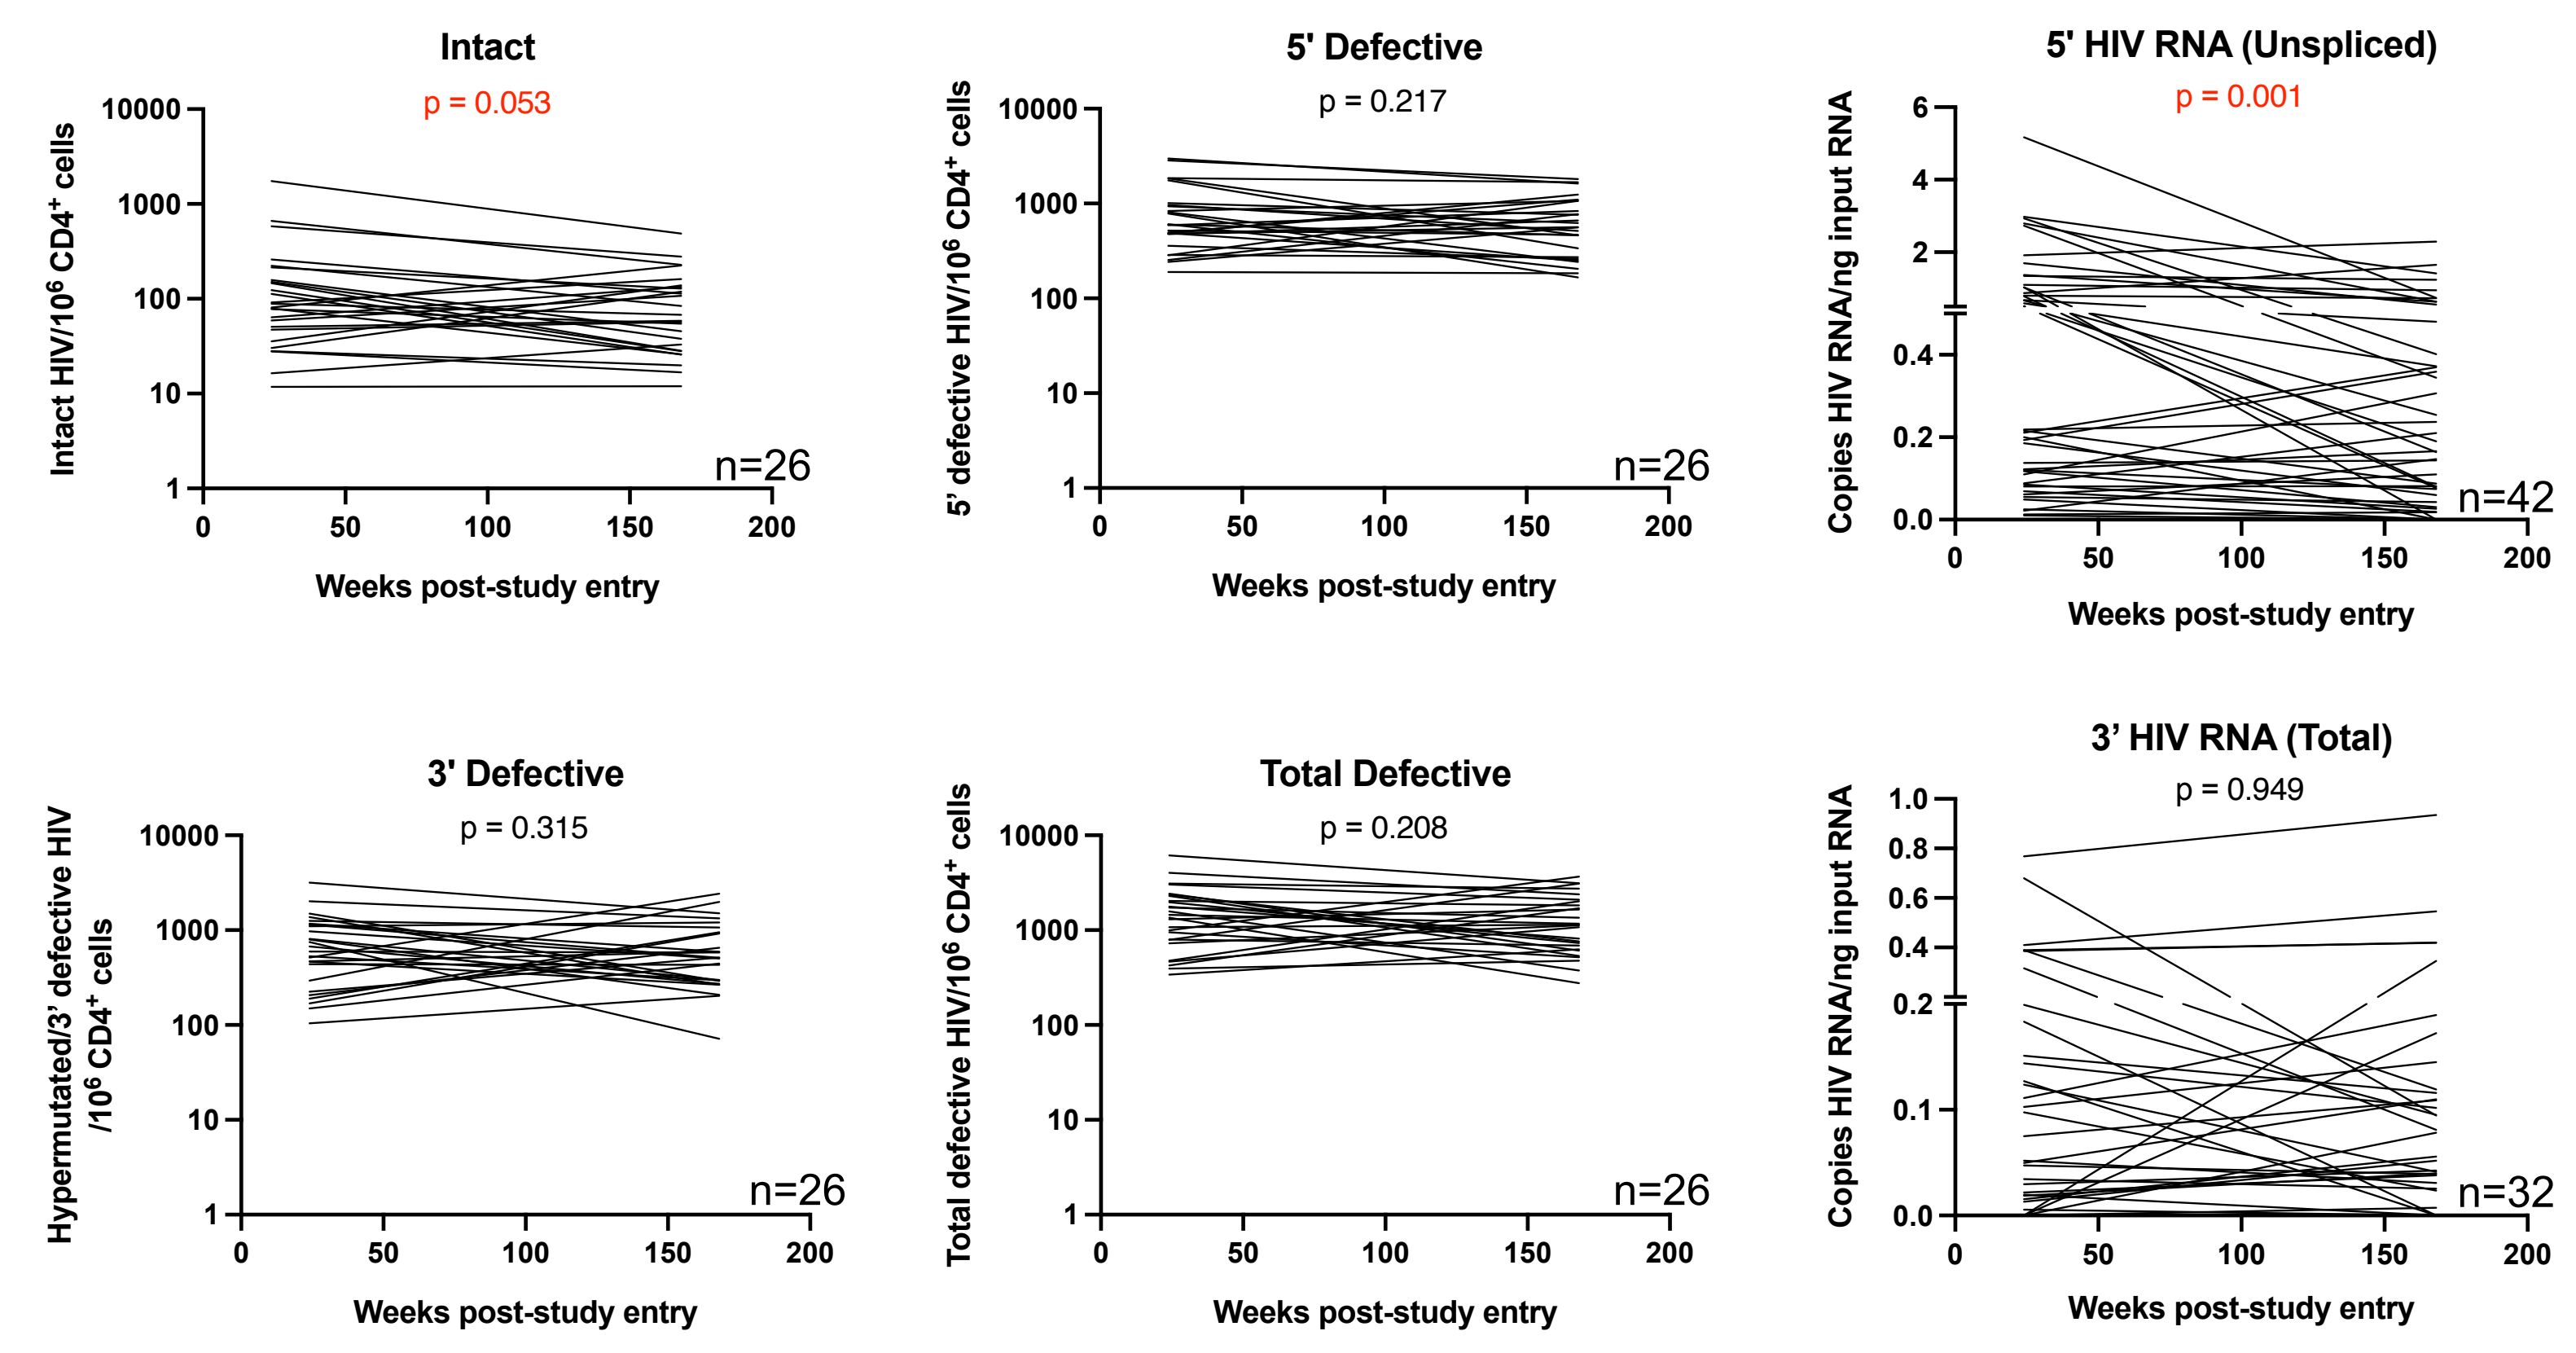 Intact
p = 0.053
Intact HIV/10⁶ CD4⁺ cells
10000
1000
100
10
1
n=26
0 50 100 150 200
Weeks post-study entry
5' Defective
p = 0.217
5’ defective HIV/10⁶ CD4⁺ cells
10000
1000
100
10
1
n=26
0 50 100 150 200
Weeks post-study entry
5' HIV RNA (Unspliced)
p = 0.001
Copies HIV RNA/ng input RNA
6
4
2
0.4
0.2
0.0
n=42
0 50 100 150 200
Weeks post-study entry
3' Defective
p = 0.315
Hypermutated/3’ defective HIV
/10⁶ CD4⁺ cells
10000
1000
100
10
1
n=26
0 50 100 150 200
Weeks post-study entry
Total Defective
p = 0.208
Total defective HIV/10⁶ CD4⁺ cells
10000
1000
100
10
1
n=26
0 50 100 150 200
Weeks post-study entry
3’ HIV RNA (Total)
p = 0.949
Copies HIV RNA/ng input RNA
1.0
0.8
0.6
0.4
0.2
0.1
0.0
n=32
0 50 100 150 200
Weeks post-study entry